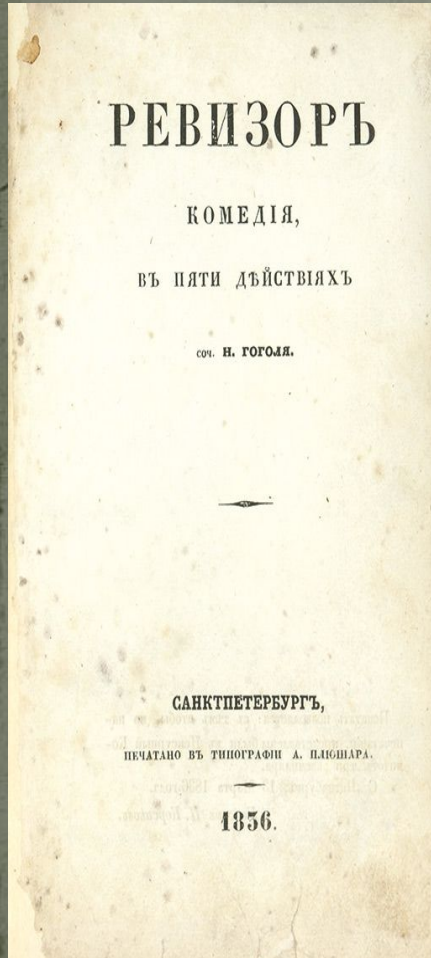 РЕВИЗОРЪ
КОМЕДІЯ,
ВЪ ПЯТИ ДѢЙСТВІЯХЪ
соч. Н. ГОГОЛЯ.
САНКТПЕТЕРБУРГЪ,
ПЕЧАТАНО ВЪ ТИПОГРАФІИ А. ПЛЮШАРА.
1836.